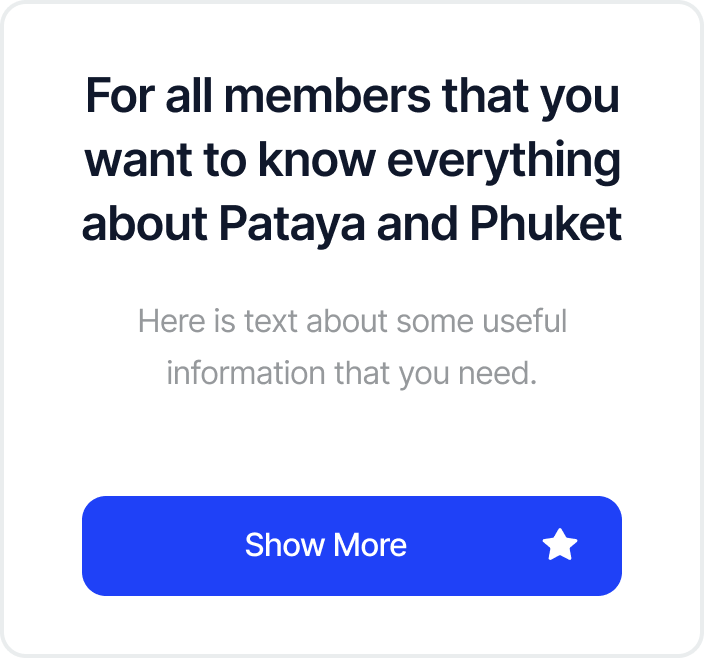 For all members that you
want to know everything
about Pataya and Phuket
Here is text about some useful
information that you need.
Show More